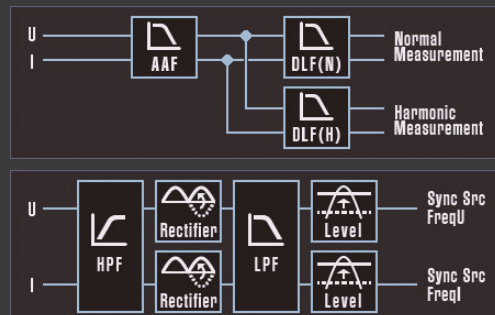 U
I
AAF
DLF(N)
Normal
Measurement
DLF(H)
Harmonic
Measurement
U
HPF
Rectifier
LPF
Level
Sync Src
FreqU
I
Rectifier
Level
Sync Src
FreqI